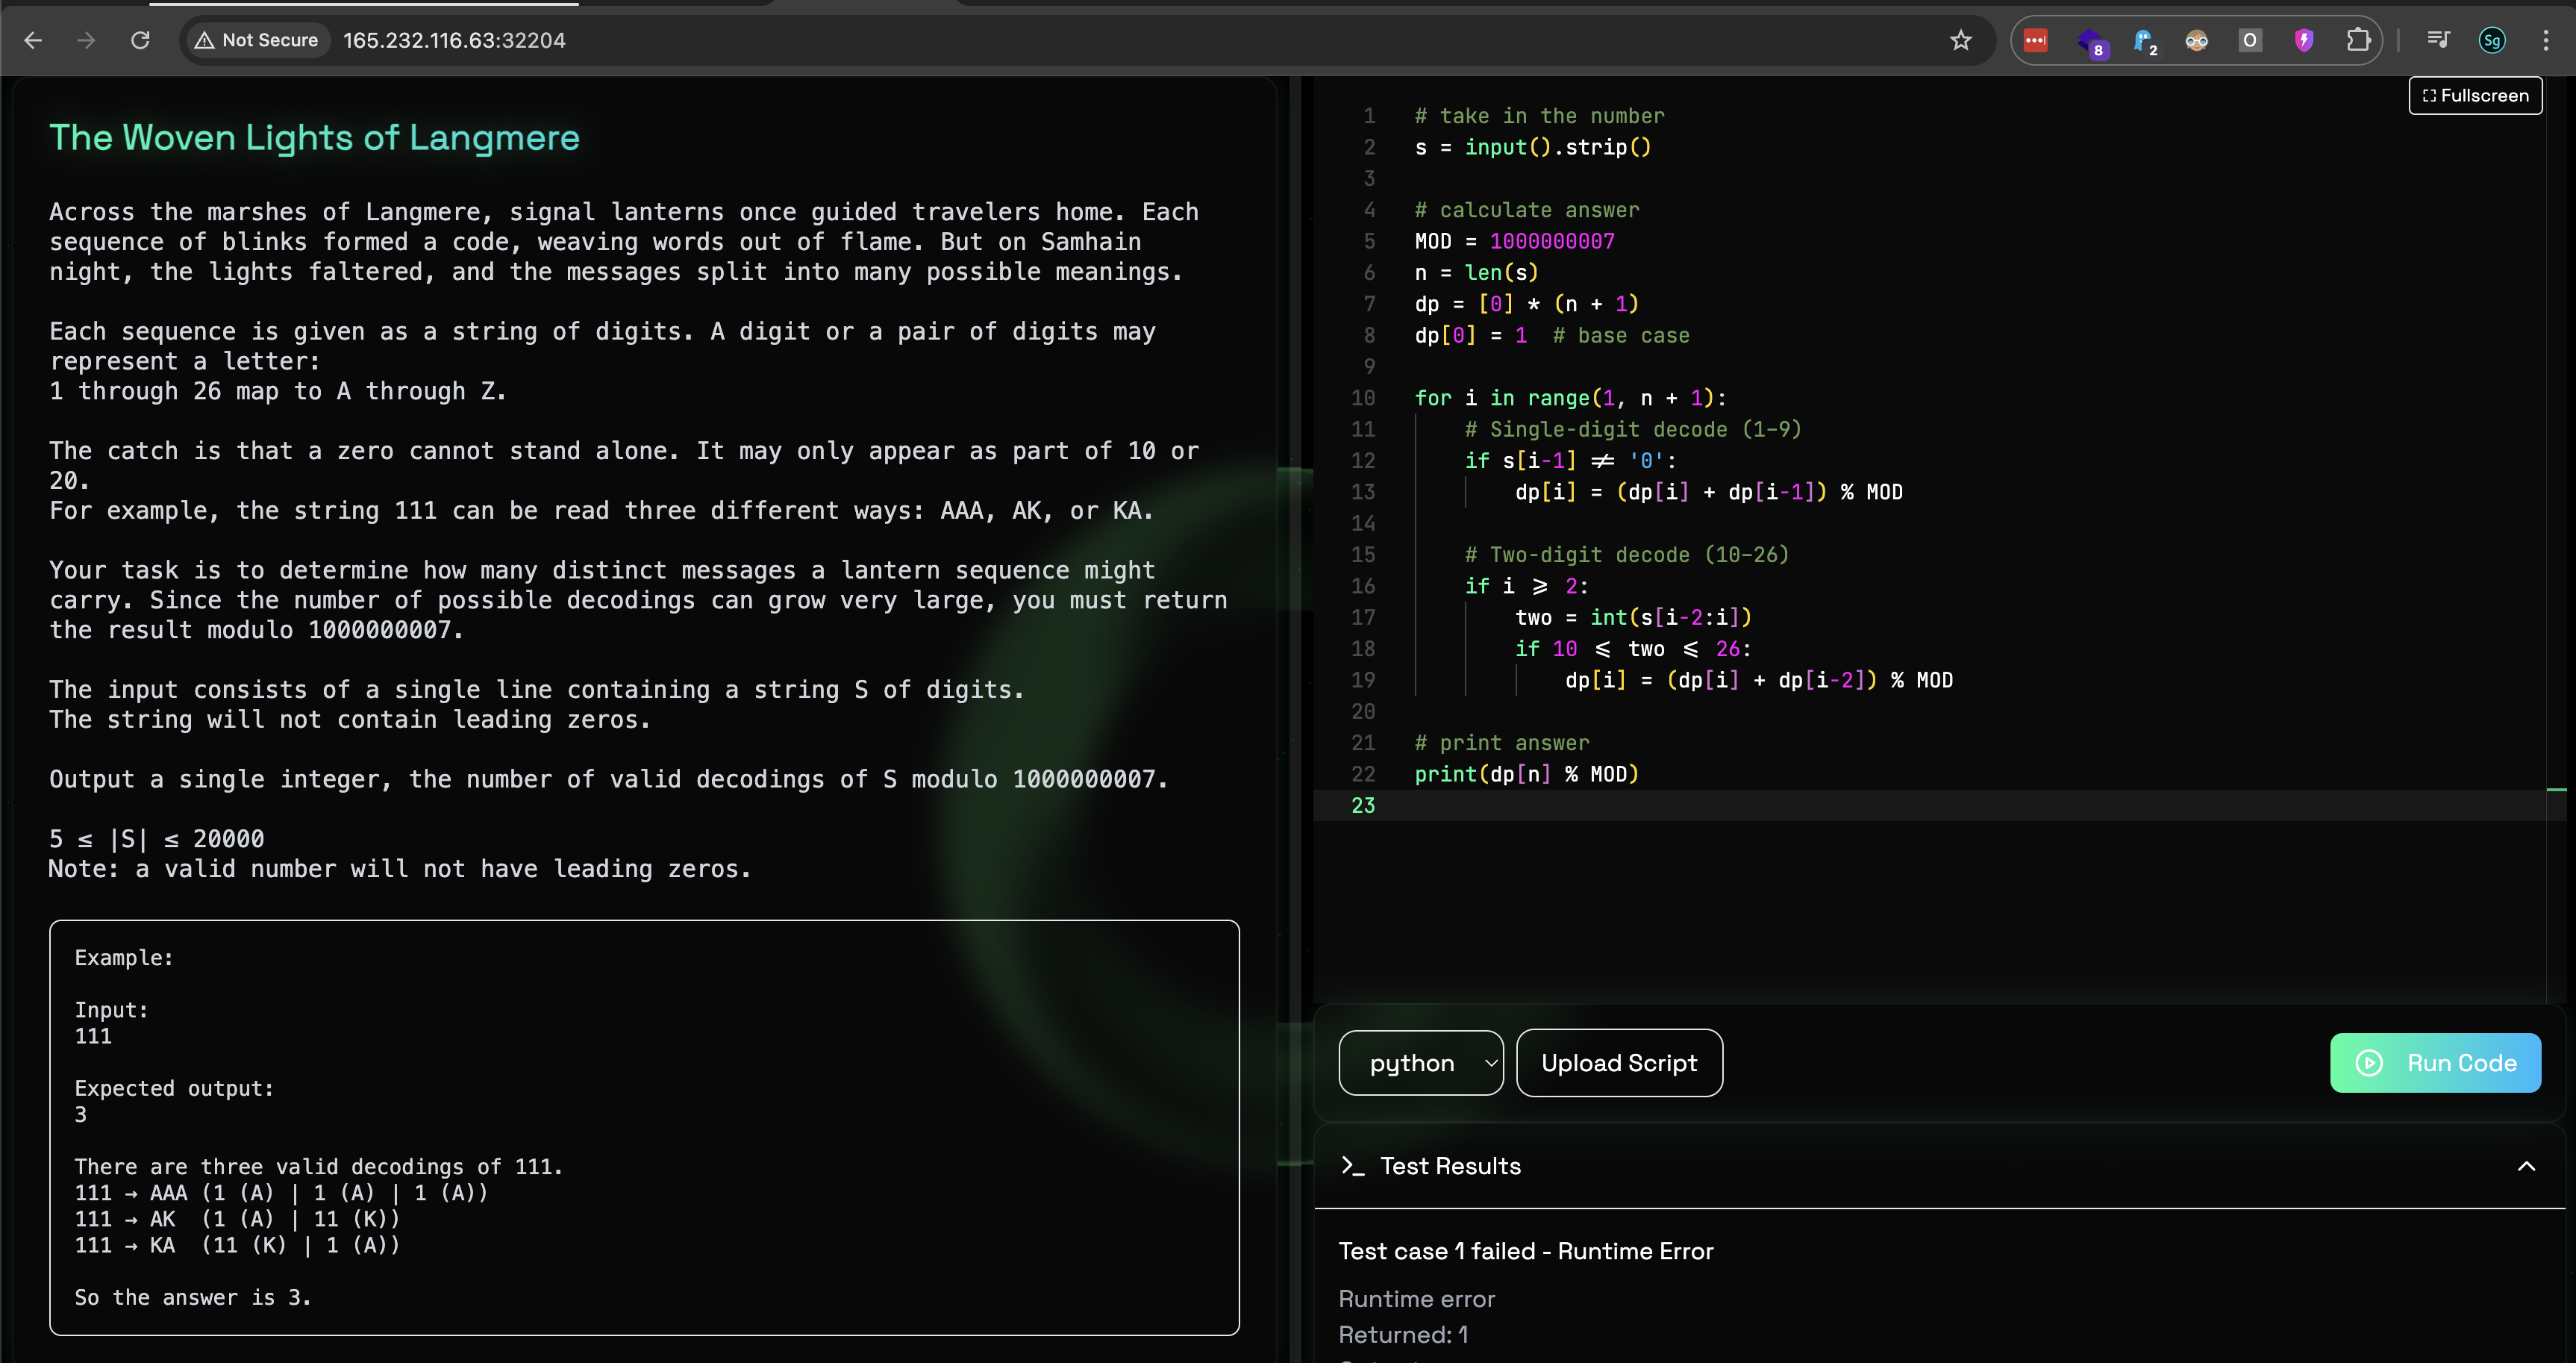 Not Secure
165.232.116.63:32204
8
2
O
Sg
The Woven Lights of Langmere
Across the marshes of Langmere, signal lanterns once guided travelers home. Each
sequence of blinks formed a code, weaving words out of flame. But on Samhain
night, the lights faltered, and the messages split into many possible meanings.
Each sequence is given as a string of digits. A digit or a pair of digits may
represent a letter:
1 through 26 map to A through Z.
The catch is that a zero cannot stand alone. It may only appear as part of 10 or
20.
For example, the string 111 can be read three different ways: AAA, AK, or KA.
Your task is to determine how many distinct messages a lantern sequence might
carry. Since the number of possible decodings can grow very large, you must return
the result modulo 1000000007.
The input consists of a single line containing a string S of digits.
The string will not contain leading zeros.
Output a single integer, the number of valid decodings of S modulo 1000000007.
5 ≤ |S| ≤ 20000
Note: a valid number will not have leading zeros.
Example:
Input:
111
Expected output:
3
There are three valid decodings of 111.
111 → AAA (1 (A) | 1 (A) | 1 (A))
111 → AK  (1 (A) | 11 (K))
111 → KA  (11 (K) | 1 (A))
So the answer is 3.
Fullscreen
1 # take in the number
2 s = input().strip()
3
4 # calculate answer
5 MOD = 1000000007
6 n = len(s)
7 dp = [0] * (n + 1)
8 dp[0] = 1  # base case
9
10 for i in range(1, n + 1):
11     # Single-digit decode (1–9)
12     if s[i-1] ≠ '0':
13         dp[i] = (dp[i] + dp[i-1]) % MOD
14
15     # Two-digit decode (10–26)
16     if i ⩾ 2:
17         two = int(s[i-2:i])
18         if 10 ⩽ two ⩽ 26:
19             dp[i] = (dp[i] + dp[i-2]) % MOD
20
21 # print answer
22 print(dp[n] % MOD)
23
python
Upload Script
Run Code
Test Results
Test case 1 failed - Runtime Error
Runtime error
Returned: 1